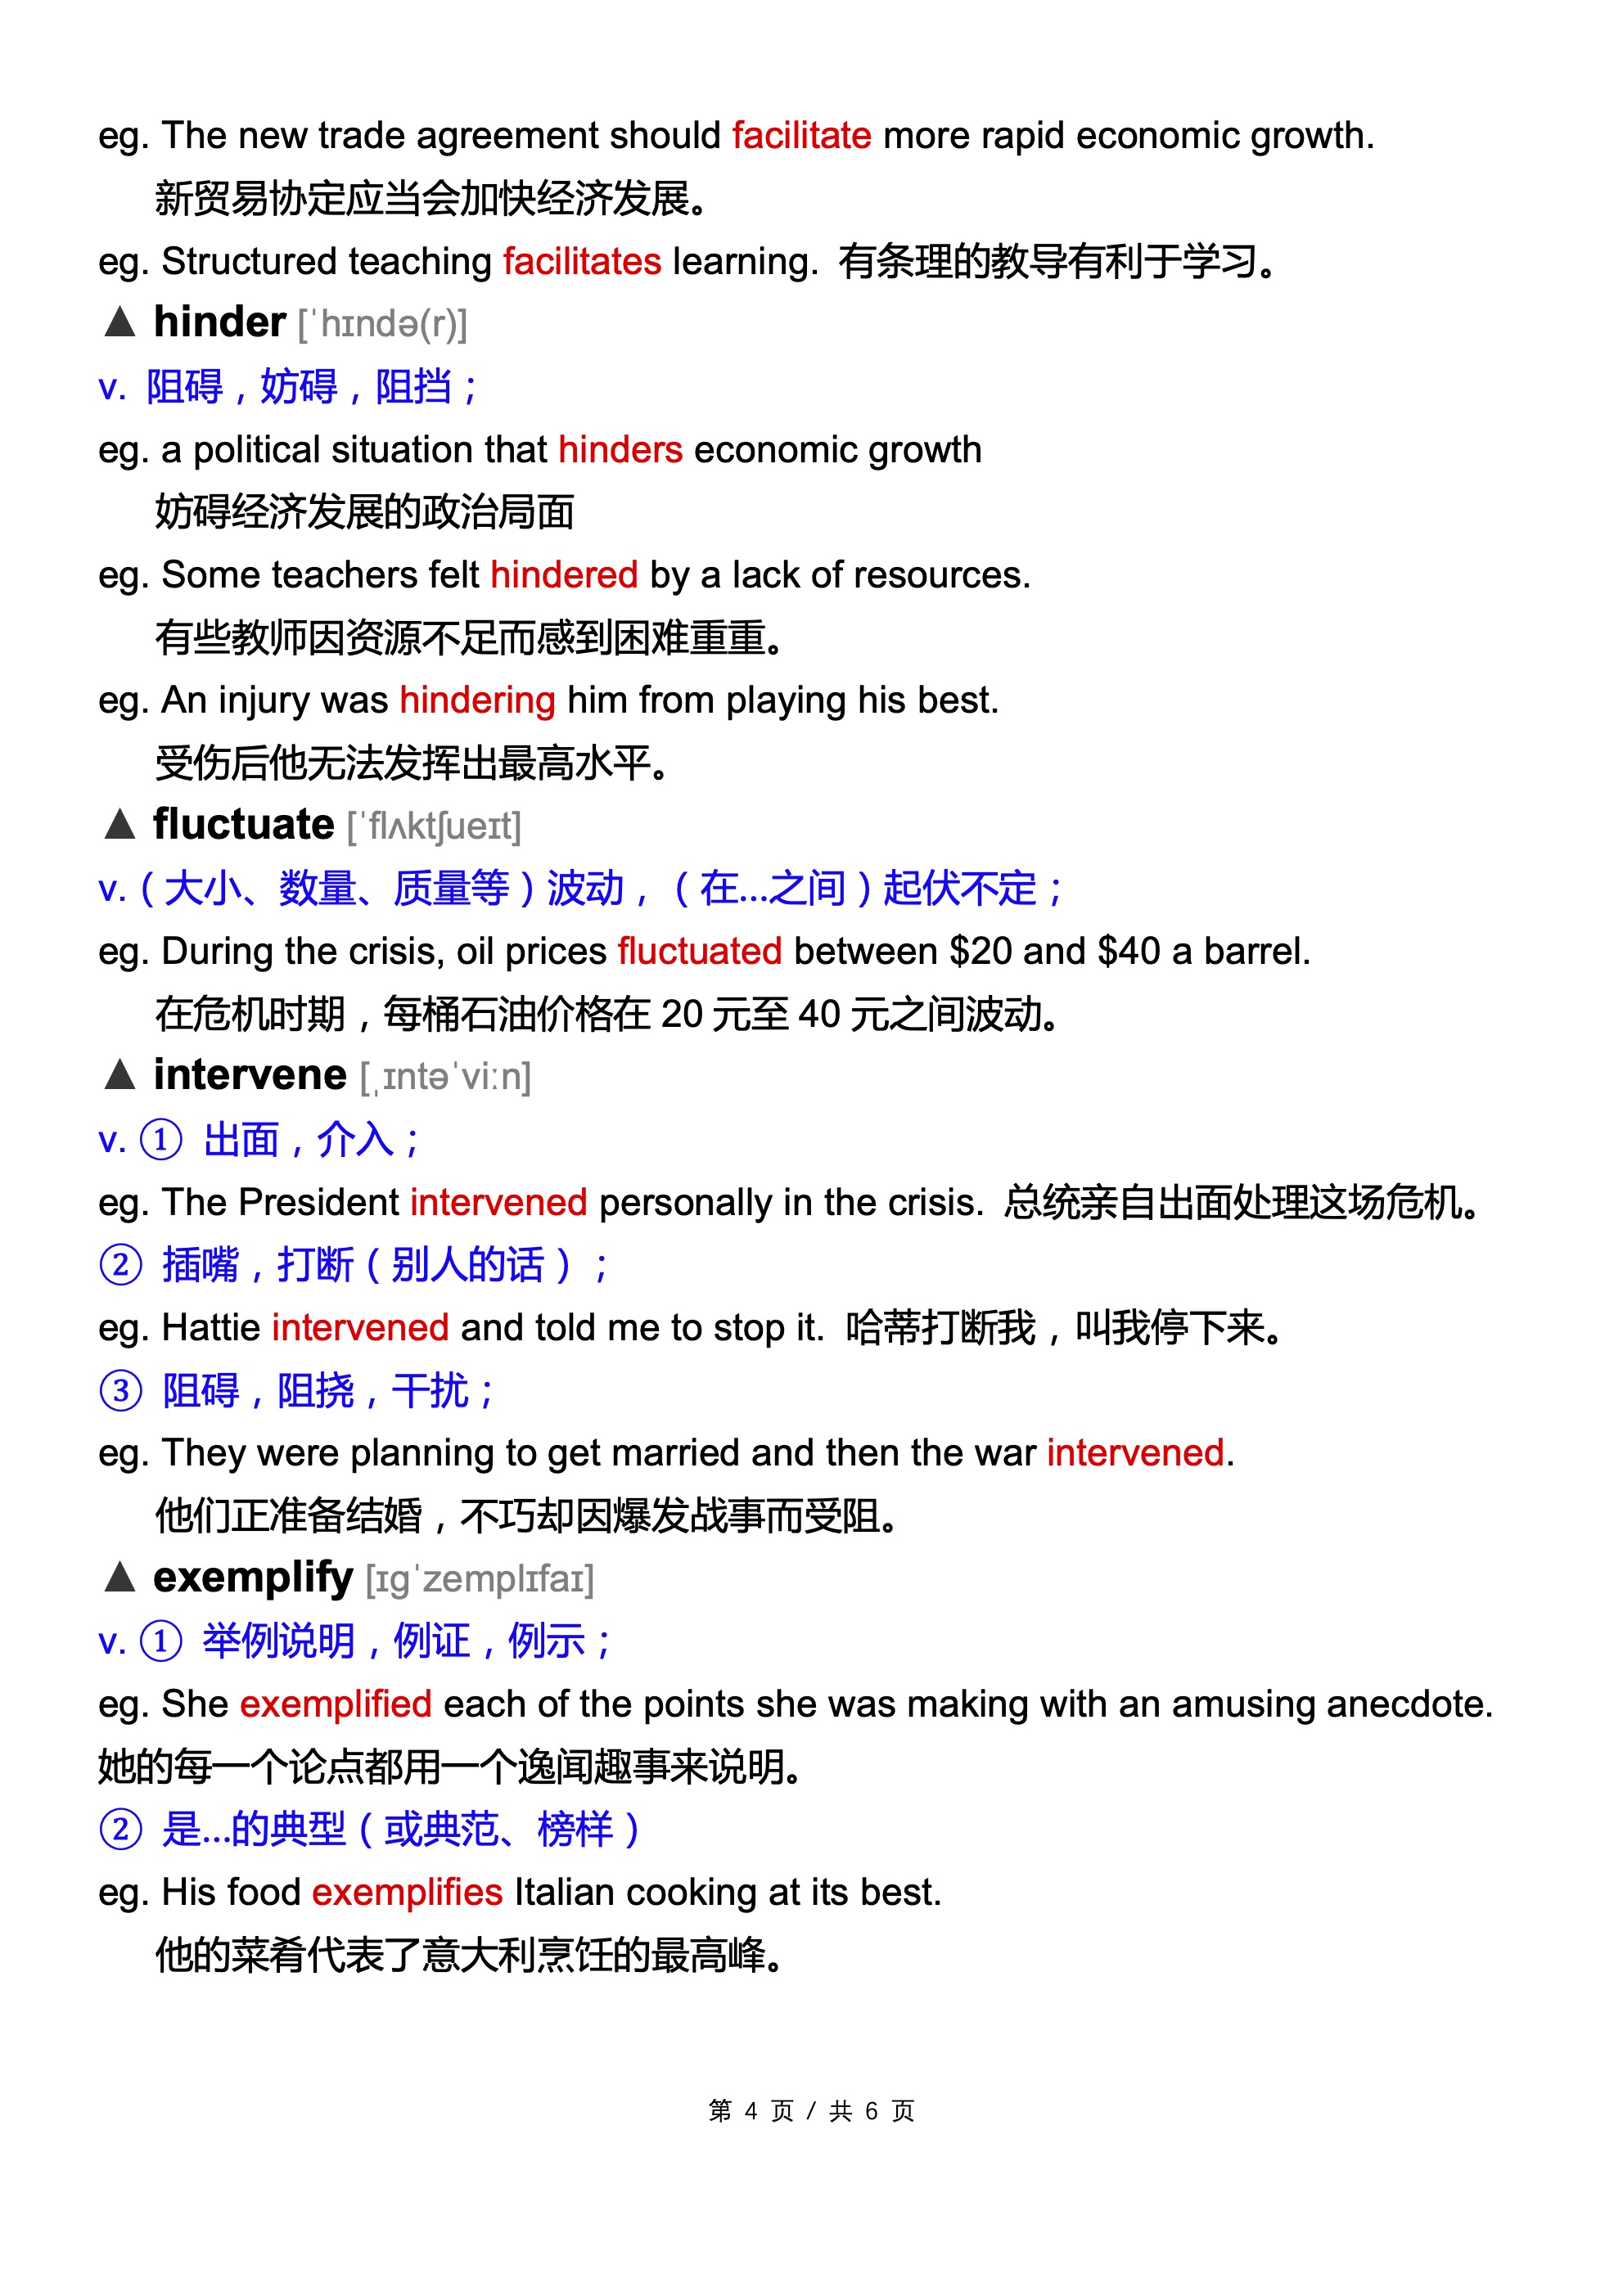 eg. The new trade agreement should facilitate more rapid economic growth.
新贸易协定应当会加快经济发展。
eg. Structured teaching facilitates learning. 有条理的教导有利于学习。
▲ hinder [ˈhɪndə(r)]
v. 阻碍，妨碍，阻挡；
eg. a political situation that hinders economic growth
妨碍经济发展的政治局面
eg. Some teachers felt hindered by a lack of resources.
有些教师因资源不足而感到困难重重。
eg. An injury was hindering him from playing his best.
受伤后他无法发挥出最高水平。
▲ fluctuate [ˈflʌktʃueɪt]
v.（大小、数量、质量等）波动，（在...之间）起伏不定；
eg. During the crisis, oil prices fluctuated between $20 and $40 a barrel.
在危机时期，每桶石油价格在 20 元至 40 元之间波动。
▲ intervene [ˌɪntəˈviːn]
v. ① 出面，介入；
eg. The President intervened personally in the crisis. 总统亲自出面处理这场危机。
② 插嘴，打断（别人的话）；
eg. Hattie intervened and told me to stop it. 哈蒂打断我，叫我停下来。
③ 阻碍，阻挠，干扰；
eg. They were planning to get married and then the war intervened.
他们正准备结婚，不巧却因爆发战事而受阻。
▲ exemplify [ɪɡˈzemplɪfaɪ]
v. ① 举例说明，例证，例示；
eg. She exemplified each of the points she was making with an amusing anecdote.
她的每一个论点都用一个逸闻趣事来说明。
② 是...的典型（或典范、榜样）
eg. His food exemplifies Italian cooking at its best.
他的菜肴代表了意大利烹饪的最高峰。
第 4 页 / 共 6 页